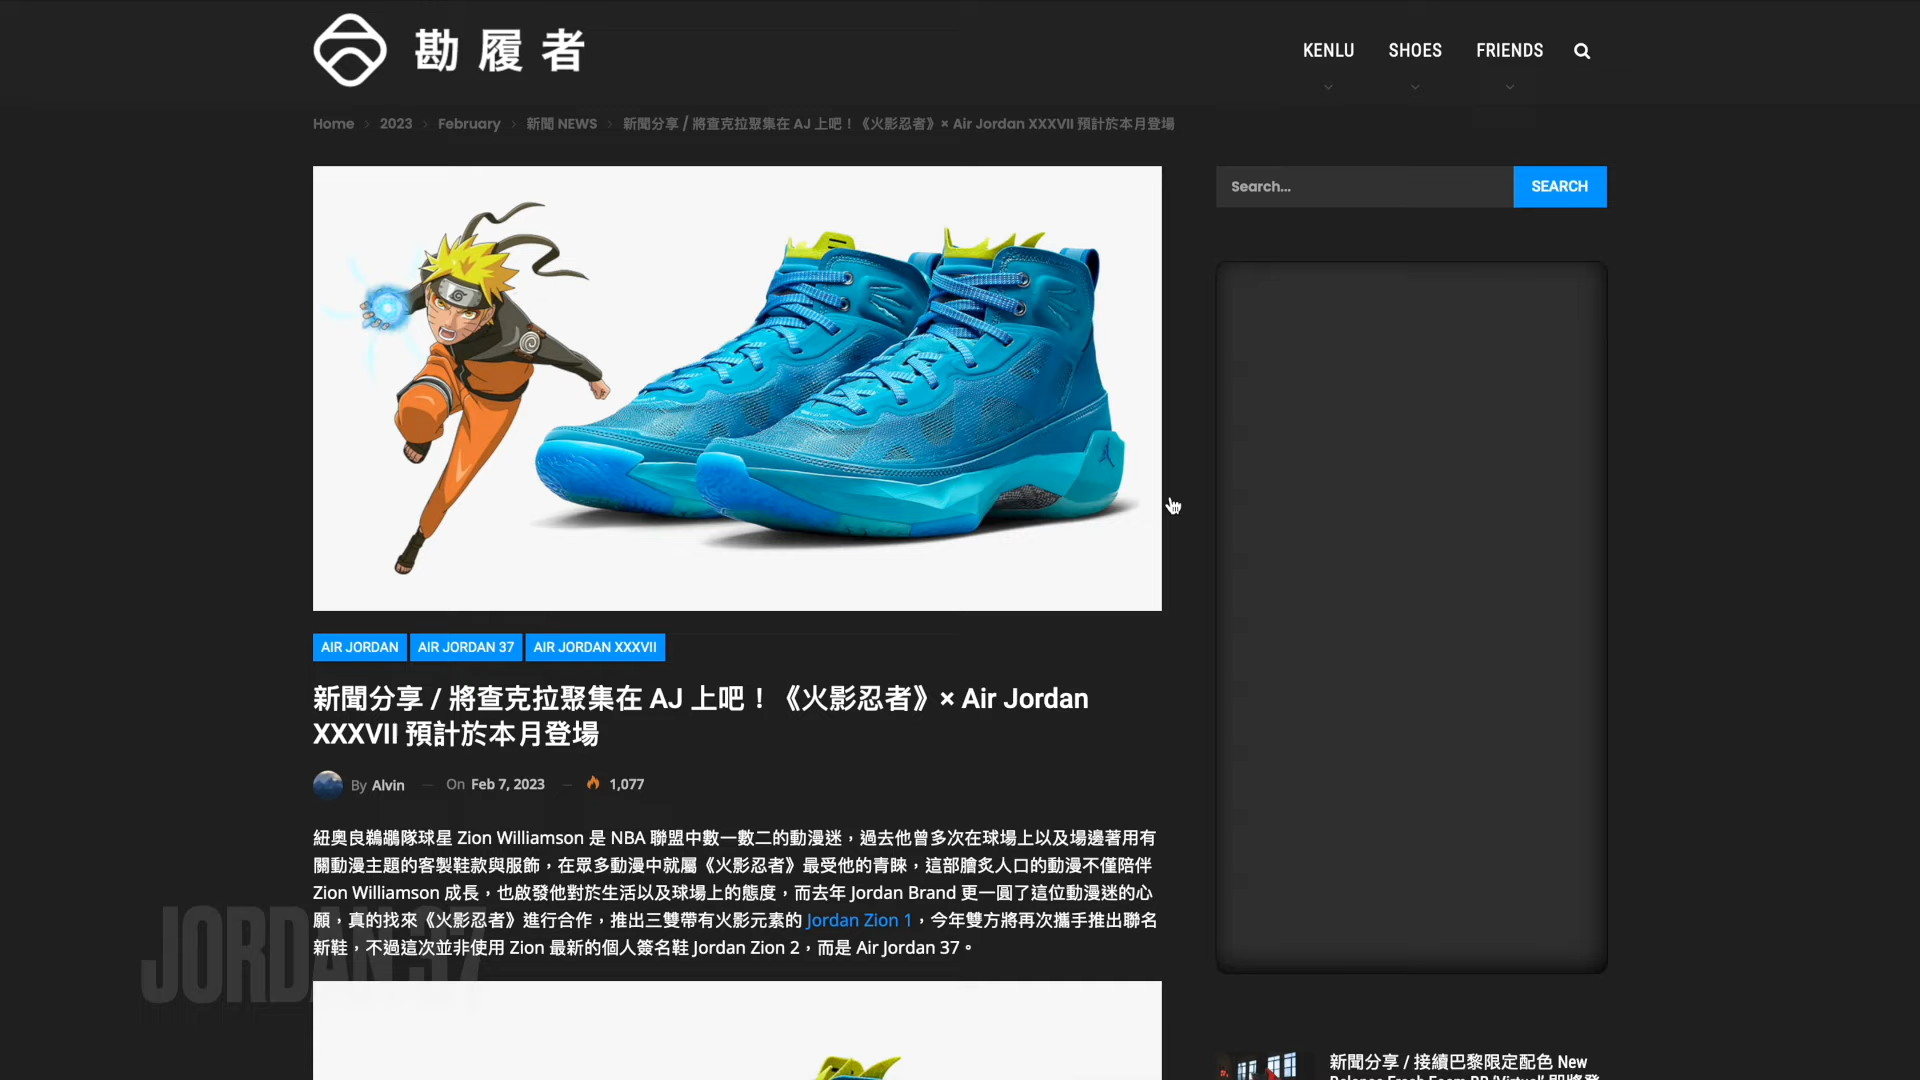 勘履者
KENLU SHOES FRIENDS
Home > 2023 > February > 新聞 NEWS > 新聞分享 / 將查克拉聚集在 AJ 上吧！《火影忍者》× Air Jordan XXXVII 預計於本月登場
Search...
SEARCH
AIR JORDAN AIR JORDAN 37 AIR JORDAN XXXVII
新聞分享 / 將查克拉聚集在 AJ 上吧！《火影忍者》× Air Jordan
XXXVII 預計於本月登場
By Alvin — On Feb 7, 2023 — 1,077
紐奧良鵜鶘隊球星 Zion Williamson 是 NBA 聯盟中數一數二的動漫迷，過去他曾多次在球場上以及場邊著用有
關動漫主題的客製鞋款與服飾，在眾多動漫中就屬《火影忍者》最受他的青睞，這部膾炙人口的動漫不僅陪伴
Zion Williamson 成長，也啟發他對於生活以及球場上的態度，而去年 Jordan Brand 更一圓了這位動漫迷的心
願，真的找來《火影忍者》進行合作，推出三雙帶有火影元素的 Jordan Zion 1，今年雙方將再次攜手推出聯名
新鞋，不過這次並非使用 Zion 最新的個人簽名鞋 Jordan Zion 2，而是 Air Jordan 37。
JORDAN 37
新聞分享 / 接續巴黎限定配色 New